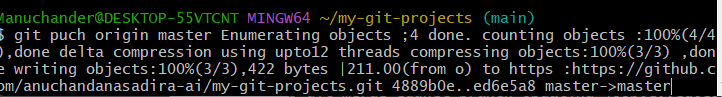 Manuchander@DESKTOP-55VTCNT MINGW64 ~/my-git-projects (main)
$ git puch origin master Enumerating objects ;4 done. counting objects :100%(4/4
),done delta compression using upto12 threads compressing objects:100%(3/3) ,don
e writing objects:100%(3/3),422 bytes |211.00(from o) to https :https://github.c
om/anuchandanasadira-ai/my-git-projects.git 4889b0e..ed6e5a8 master->master